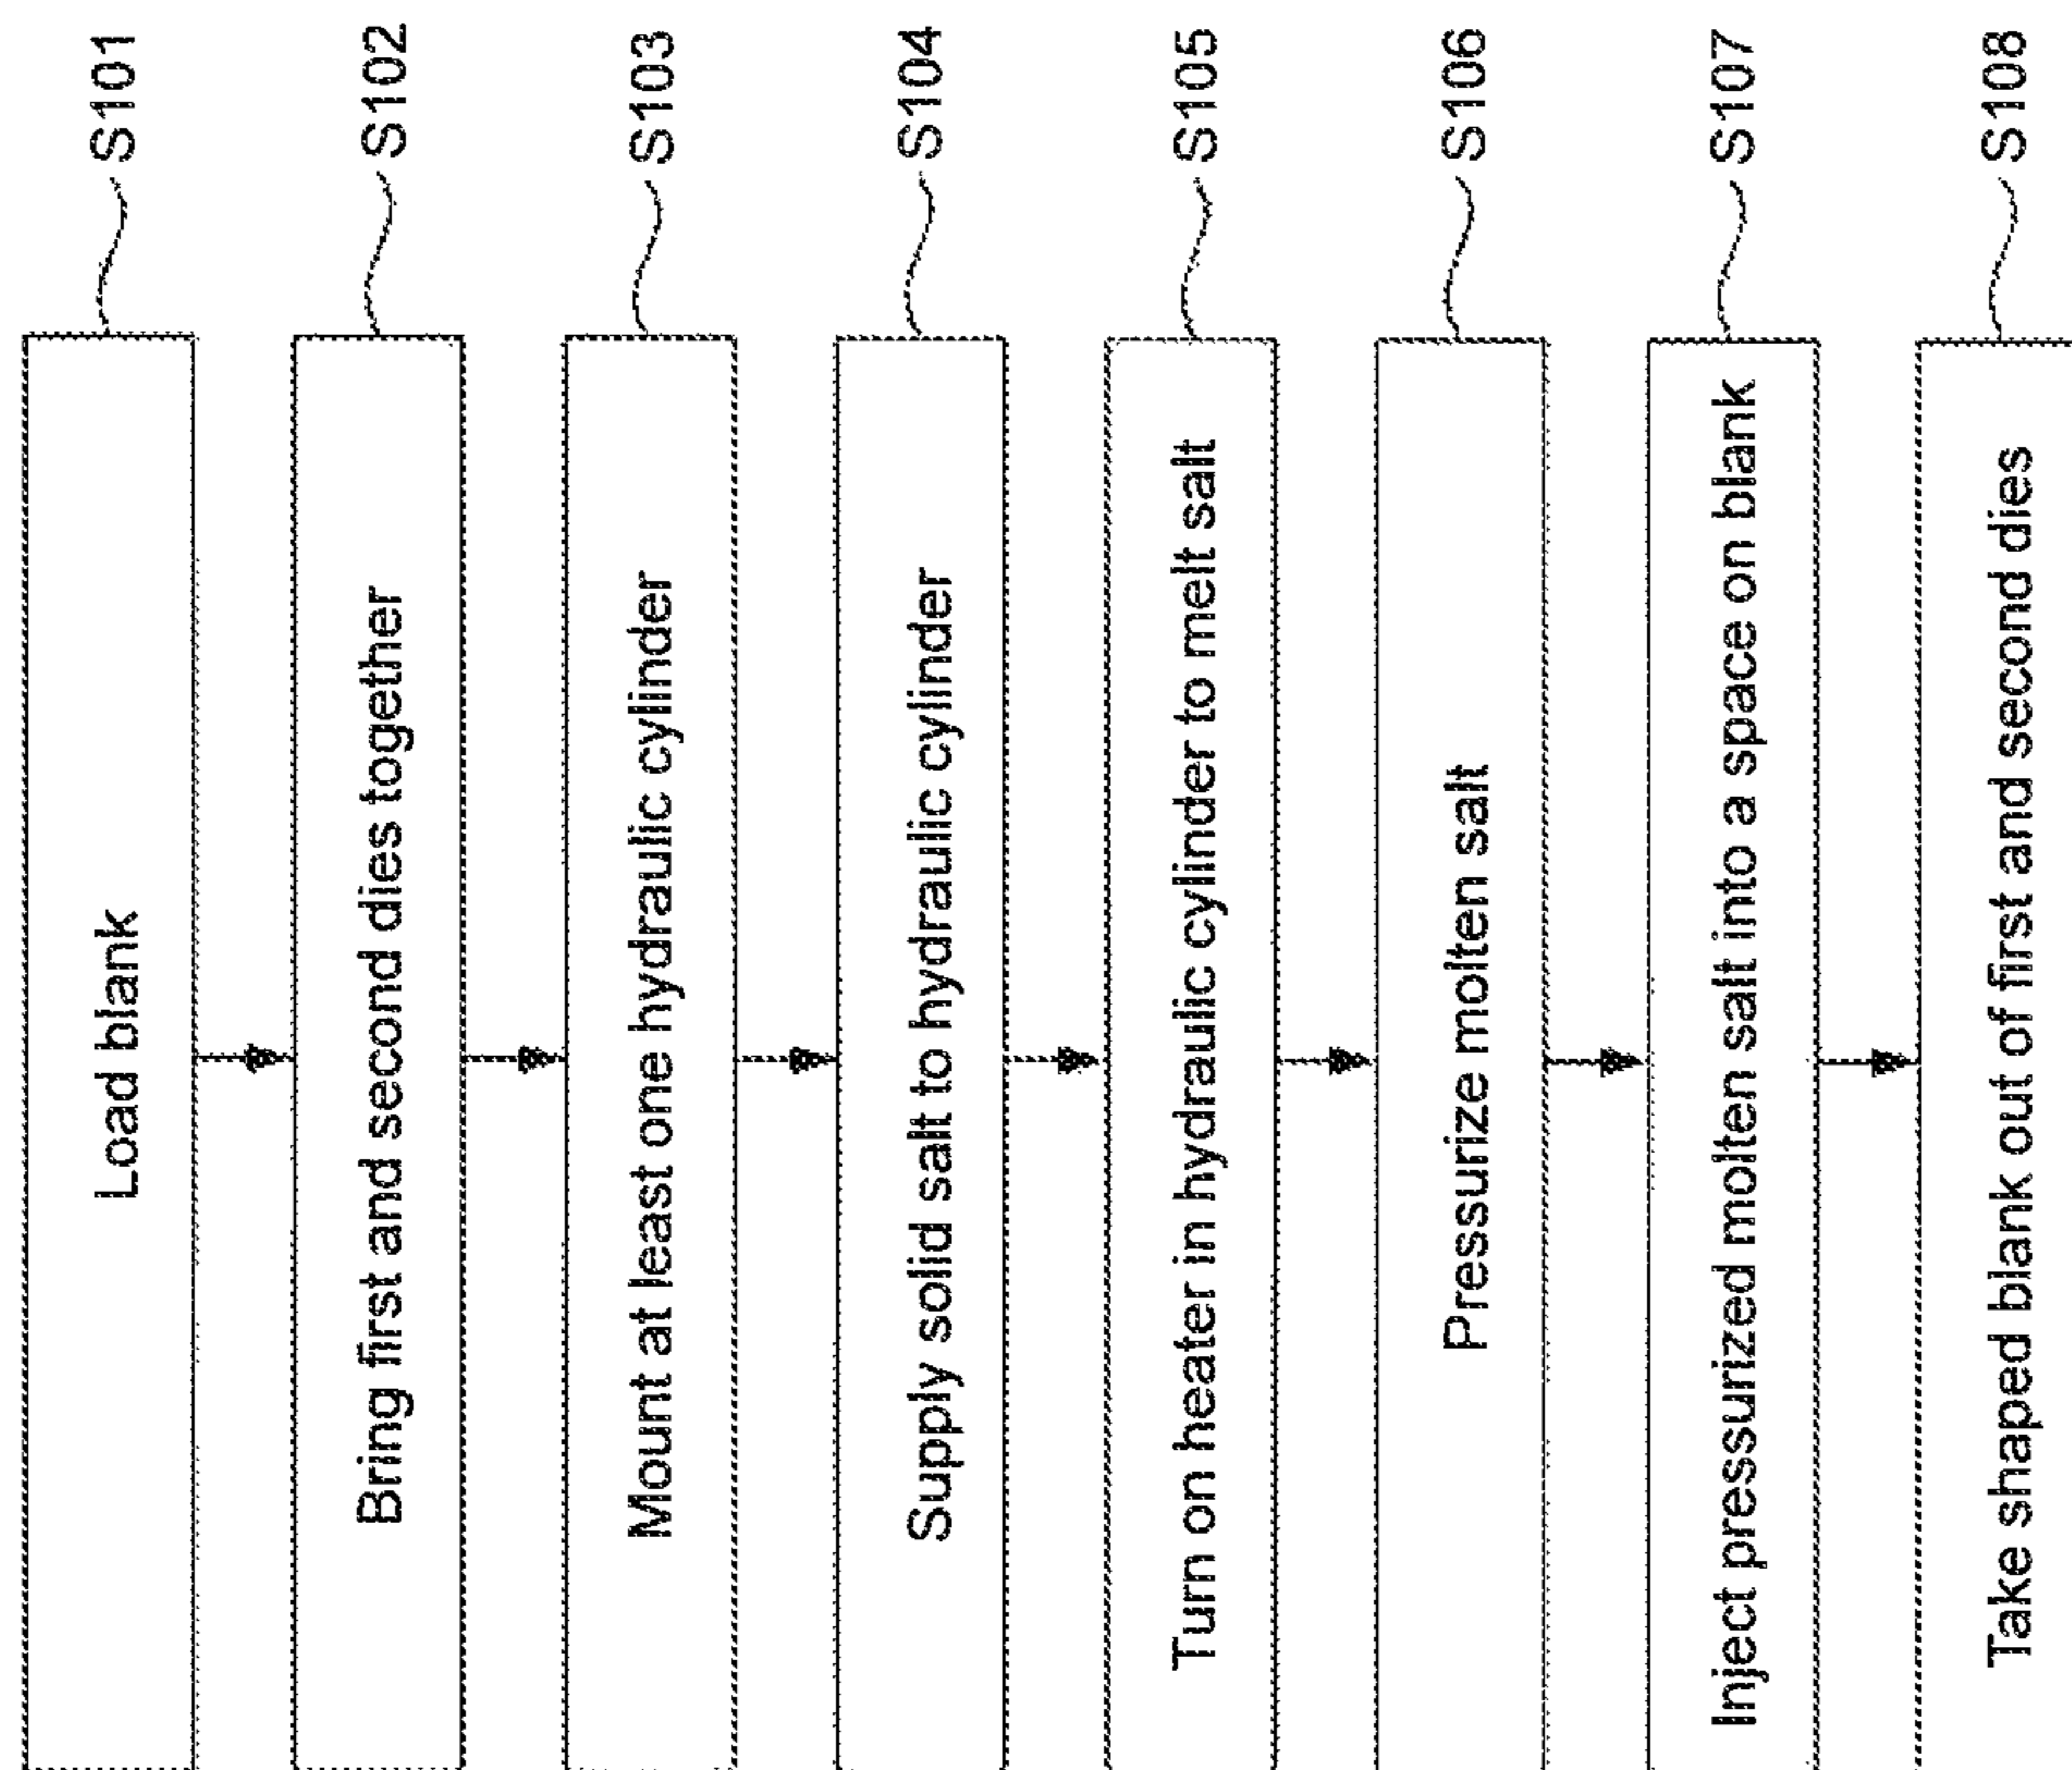 Load blank
S101
Bring first and second dies together
S102
Mount at least one hydraulic cylinder
S103
Supply solid salt to hydraulic cylinder
S104
Turn on heater in hydraulic cylinder to melt salt
S105
Pressurize molten salt
S106
Inject pressurized molten salt into a space on blank
S107
Take shaped blank out of first and second dies
S108